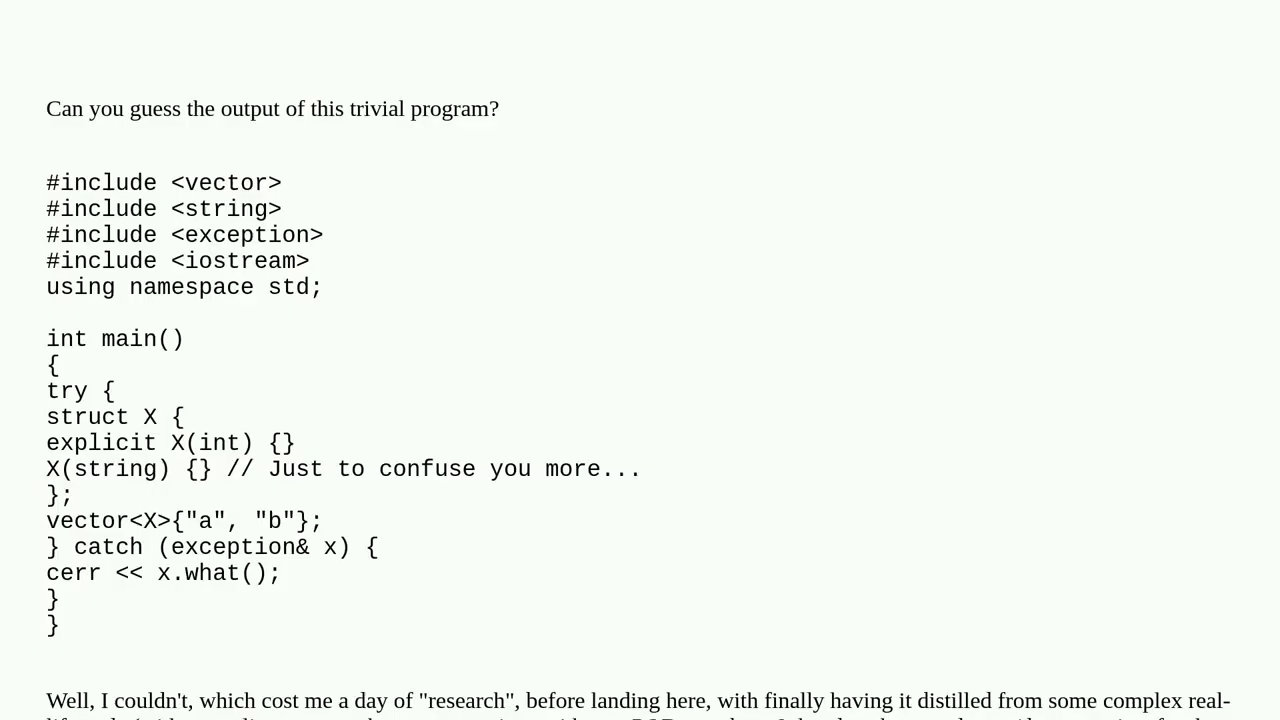 Can you guess the output of this trivial program?
#include <vector>
#include <string>
#include <exception>
#include <iostream>
using namespace std;
int main()
{
try {
struct X {
explicit X(int) {}
X(string) {} // Just to confuse you more...
};
vector<X>{"a", "b"};
} catch (exception& x) {
cerr << x.what();
}
}
Well, I couldn't, which cost me a day of "research", before landing here, with finally having it distilled from some complex real-